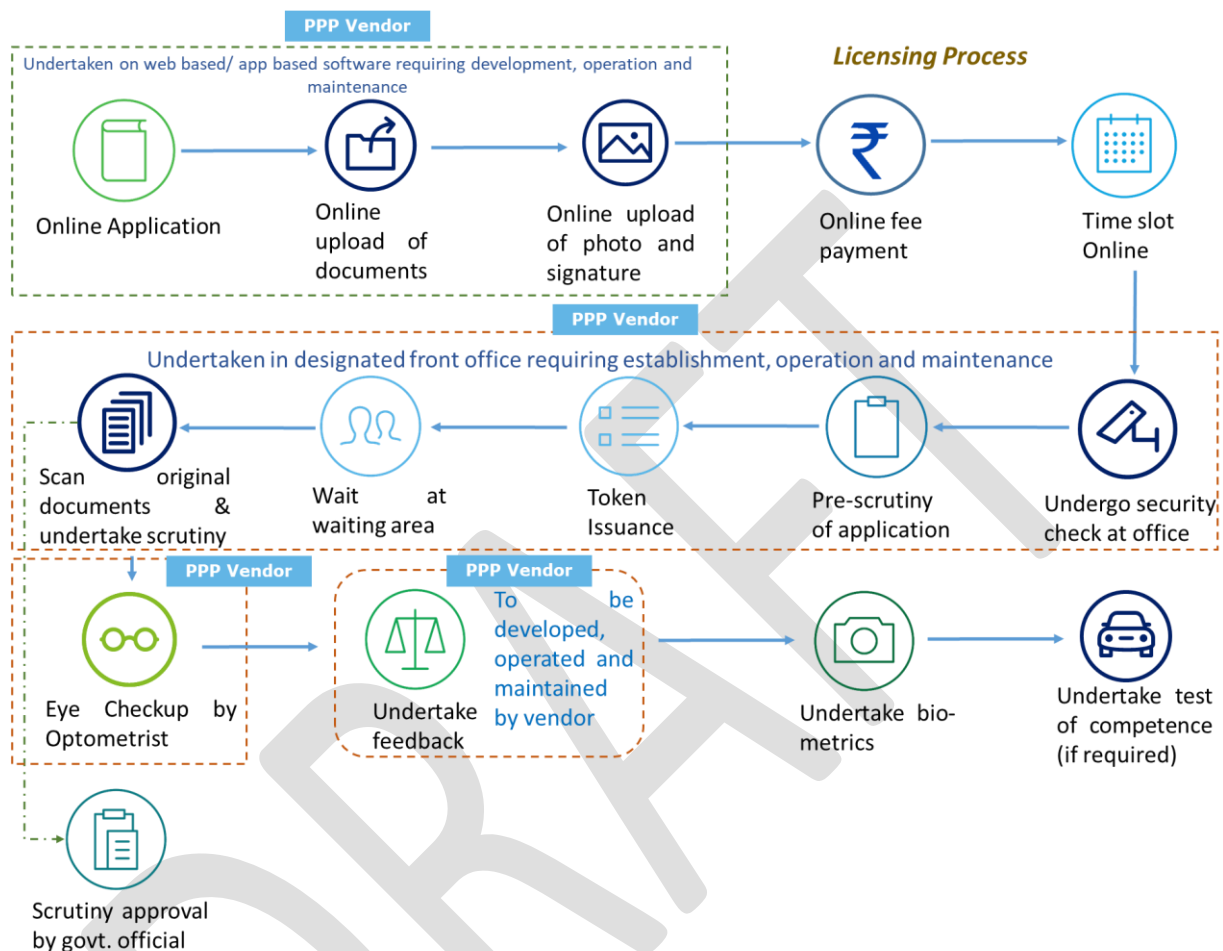 PPP Vendor
Undertaken on web based/ app based software requiring development, operation and
maintenance
Licensing Process
Online Application
Online
upload of
documents
Online upload
of photo and
signature
Online fee
payment
Time slot
Online
PPP Vendor
Undertaken in designated front office requiring establishment, operation and maintenance
Scan original
documents &
undertake scrutiny
Wait at
waiting area
Token
Issuance
Pre-scrutiny
of application
Undergo security
check at office
PPP Vendor
Eye Checkup by
Optometrist
PPP Vendor
Undertake
feedback
To be
developed,
operated and
maintained
by vendor
Undertake bio-
metrics
Undertake test
of competence
(if required)
Scrutiny approval
by govt. official
DRAFT